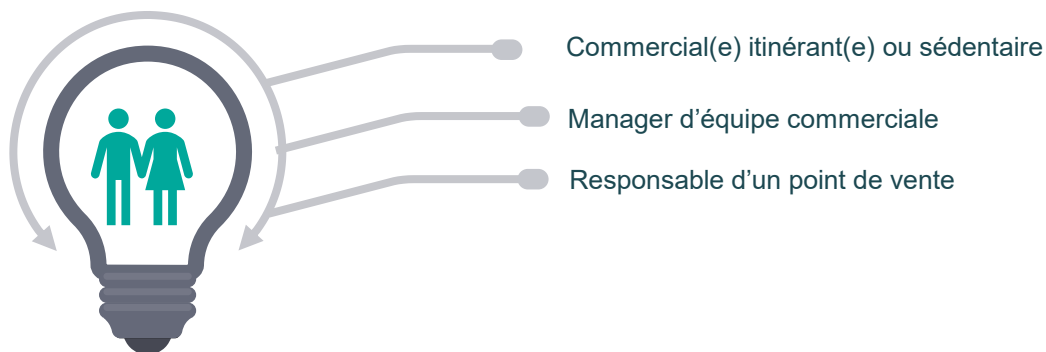 Commercial(e) itinérant(e) ou sédentaire
Manager d’équipe commerciale
Responsable d’un point de vente